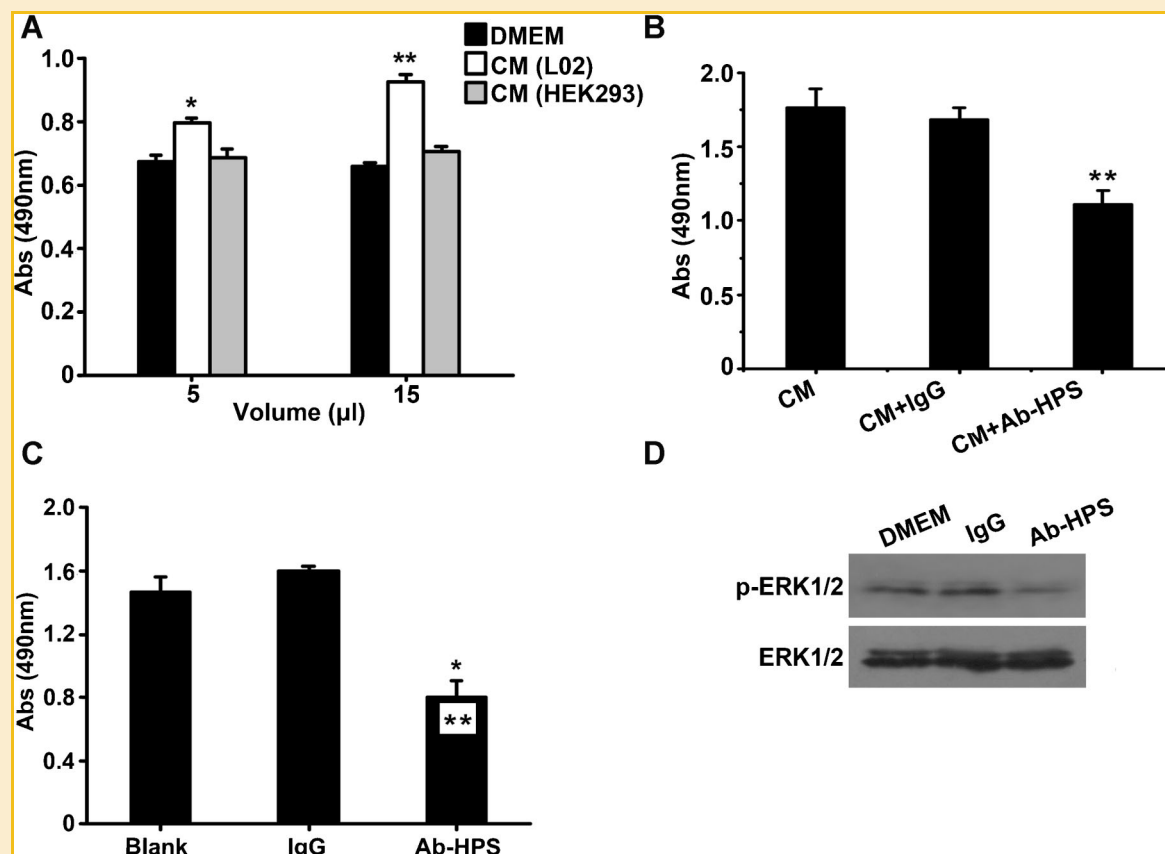 A
DMEM
CM (L02)
CM (HEK293)
Abs (490nm)
1.0
0.8
0.6
0.4
0.2
0
*
**
5
15
Volume (µl)
B
Abs (490nm)
2.0
1.5
1.0
0.5
0
**
CM
CM+IgG
CM+Ab-HPS
C
Abs (490nm)
2.0
1.6
1.2
0.8
0.4
0
*
**
Blank
IgG
Ab-HPS
D
DMEM
IgG
Ab-HPS
p-ERK1/2
ERK1/2